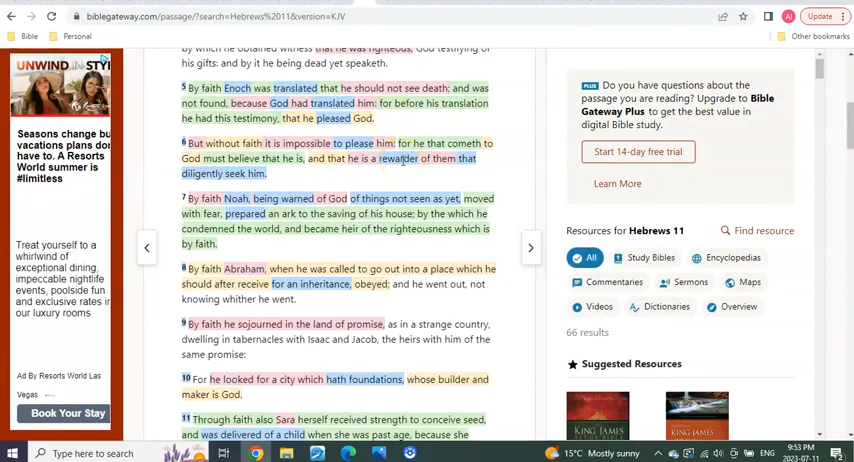 biblegateway.com/passage/?search=Hebrews%2011&version=KJV
AI
Update
Bible
Personal
Other bookmarks
UNWIND IN STYL
Seasons change bu
vacations plans don
have to. A Resorts
World summer is
#limitless
Treat yourself to a
whirlwind of
exceptional dining,
impeccable nightlife
events, poolside fun
and exclusive rates in
our luxury rooms
Ad By Resorts World Las
Vegas
Book Your Stay
by which he obtained witness that he was righteous, God testifying of
his gifts: and by it he being dead yet speaketh.
5 By faith Enoch was translated that he should not see death; and was
not found, because God had translated him: for before his translation
he had this testimony, that he pleased God.
6 But without faith it is impossible to please him: for he that cometh to
God must believe that he is, and that he is a rewarder of them that
diligently seek him.
7 By faith Noah, being warned of God of things not seen as yet, moved
with fear, prepared an ark to the saving of his house; by the which he
condemned the world, and became heir of the righteousness which is
by faith.
8 By faith Abraham, when he was called to go out into a place which he
should after receive for an inheritance, obeyed; and he went out, not
knowing whither he went.
9 By faith he sojourned in the land of promise, as in a strange country,
dwelling in tabernacles with Isaac and Jacob, the heirs with him of the
same promise:
10 For he looked for a city which hath foundations, whose builder and
maker is God.
11 Through faith also Sara herself received strength to conceive seed,
and was delivered of a child when she was past age, because she
PLUS Do you have questions about the
passage you are reading? Upgrade to Bible
Gateway Plus to get the best value in
digital Bible study.
Start 14-day free trial
Learn More
Resources for Hebrews 11
Find resource
All
Study Bibles
Encyclopedias
Commentaries
Sermons
Maps
Videos
Dictionaries
Overview
66 results
Suggested Resources
KING JAMES
KING JAMES
Type here to search
15°C Mostly sunny
ENG
9:53 PM
2023-07-11
2